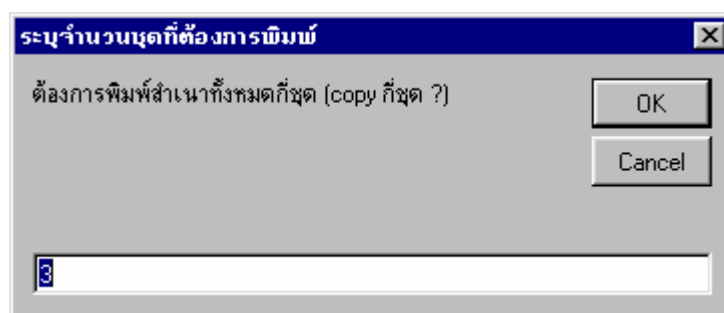 ระบุจำนวนชุดที่ต้องการพิมพ์
ต้องการพิมพ์สำเนาทั้งหมดกี่ชุด (copy กี่ชุด ?)
OK
Cancel
3